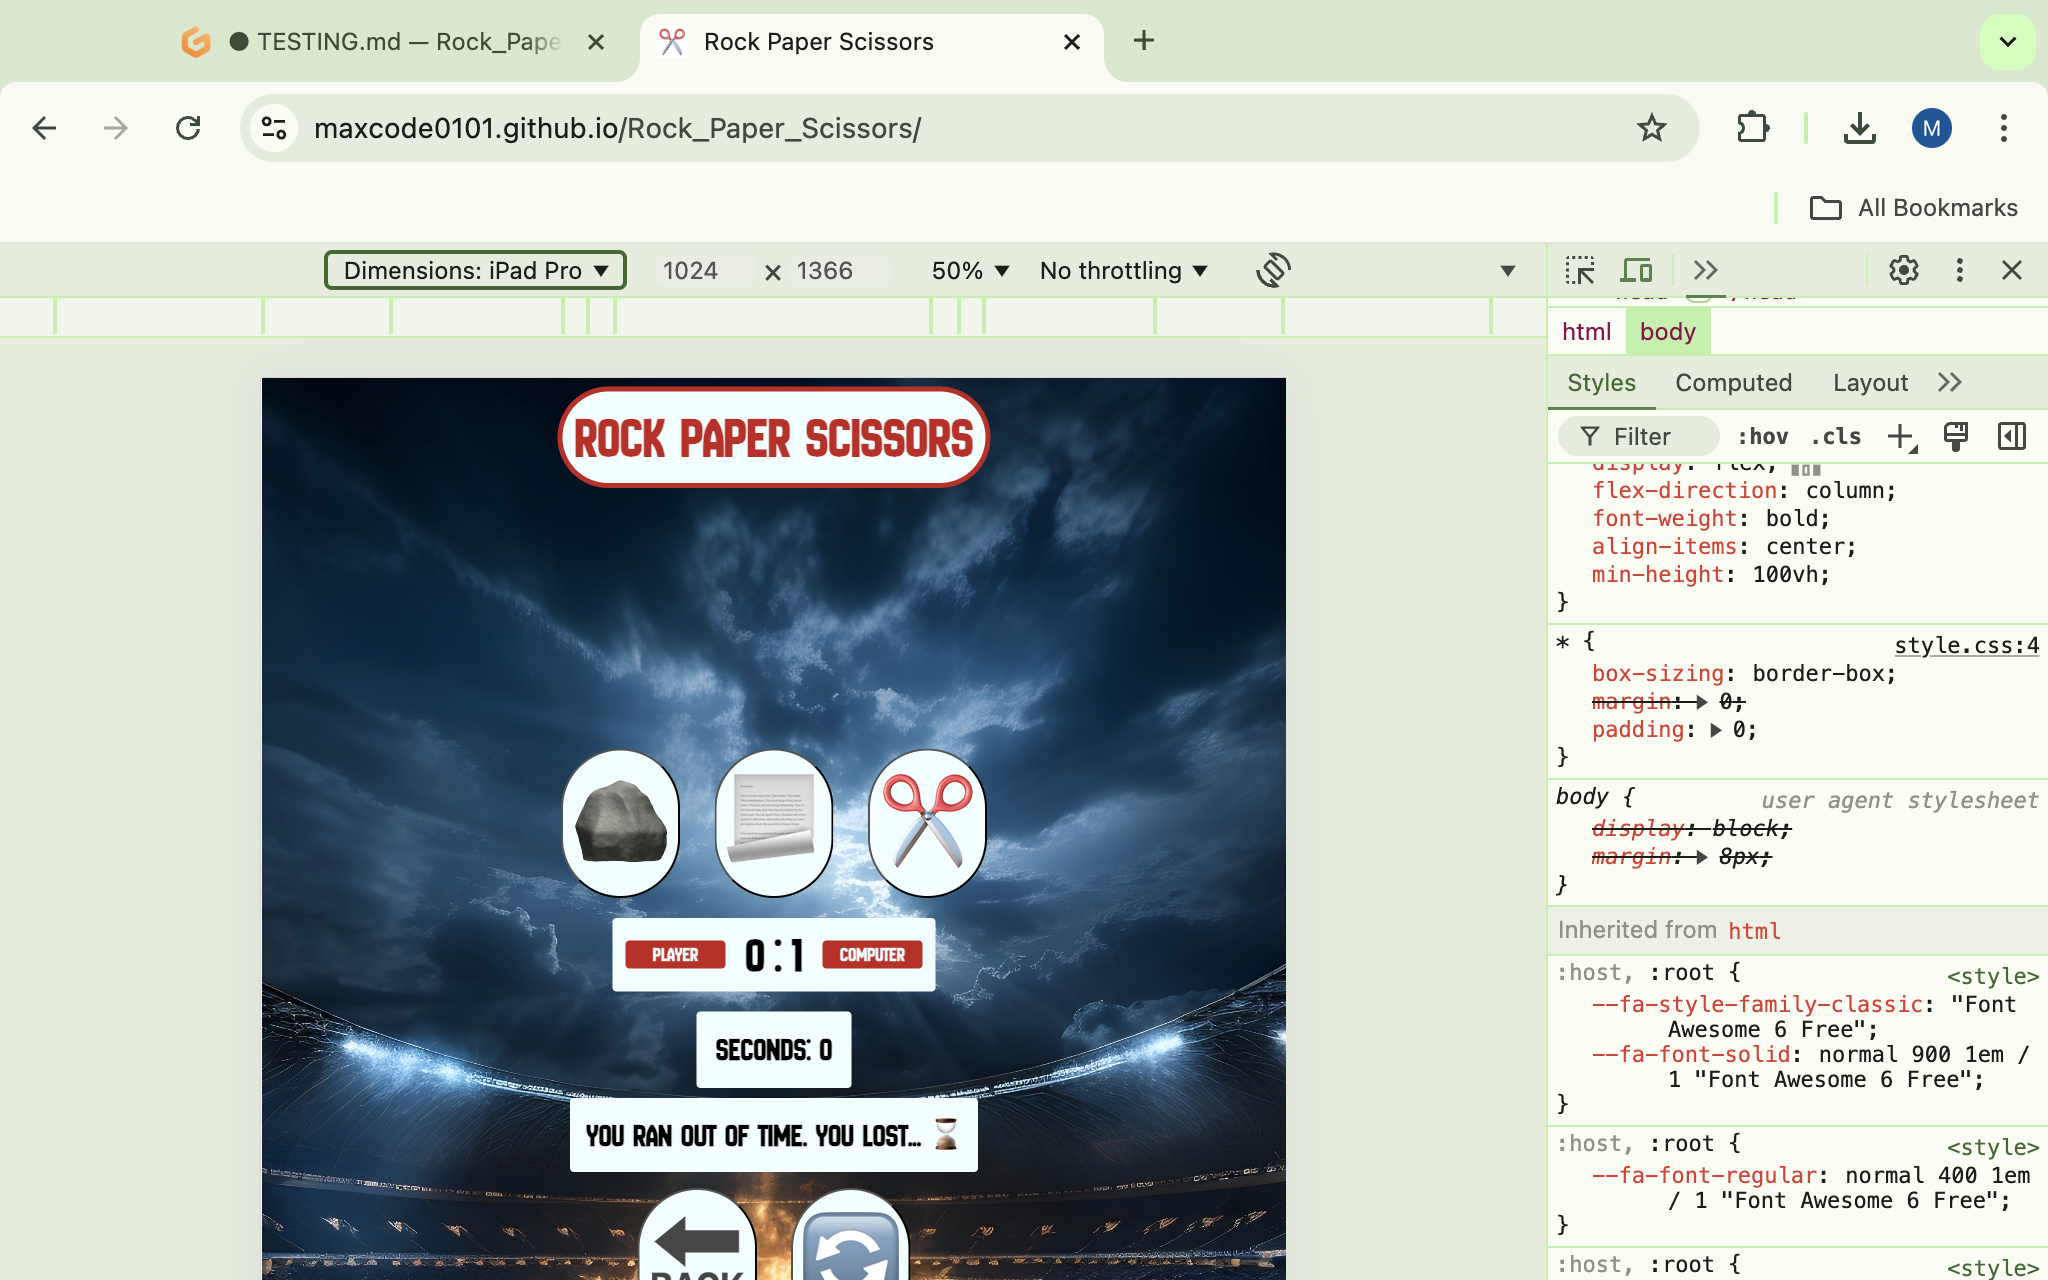 TESTING.md — Rock_Pape
Rock Paper Scissors
maxcode0101.github.io/Rock_Paper_Scissors/
M
All Bookmarks
Dimensions: iPad Pro
1024
1366
50%
No throttling
html
body
Styles
Computed
Layout
Filter
:hov
.cls
display: flex;
flex-direction: column;
font-weight: bold;
align-items: center;
min-height: 100vh;
}
* {
style.css:4
box-sizing: border-box;
margin: 0;
padding: 0;
}
body {
user agent stylesheet
display: block;
margin: 8px;
}
Inherited from html
:host, :root {
<style>
--fa-style-family-classic: "Font
Awesome 6 Free";
--fa-font-solid: normal 900 1em /
1 "Font Awesome 6 Free";
}
:host, :root {
<style>
--fa-font-regular: normal 400 1em
/ 1 "Font Awesome 6 Free";
}
:host, :root {
<style>
ROCK PAPER SCISSORS
PLAYER
0:1
COMPUTER
SECONDS: 0
YOU RAN OUT OF TIME. YOU LOST...
BACK